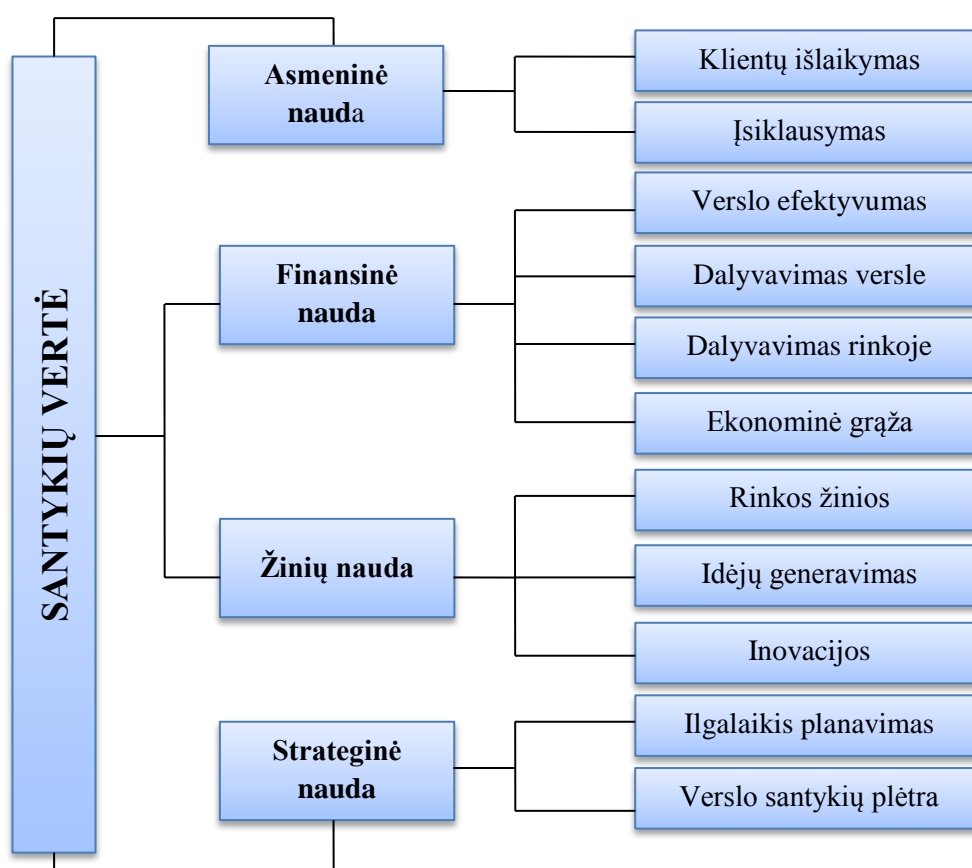 SANTYKIŲ VERTĖ
Asmeninė
nauda
Klientų išlaikymas
Įsiklausymas
Finansinė
nauda
Verslo efektyvumas
Dalyvavimas versle
Dalyvavimas rinkoje
Ekonominė grąža
Žinių nauda
Rinkos žinios
Idėjų generavimas
Inovacijos
Strateginė
nauda
Ilgalaikis planavimas
Verslo santykių plėtra